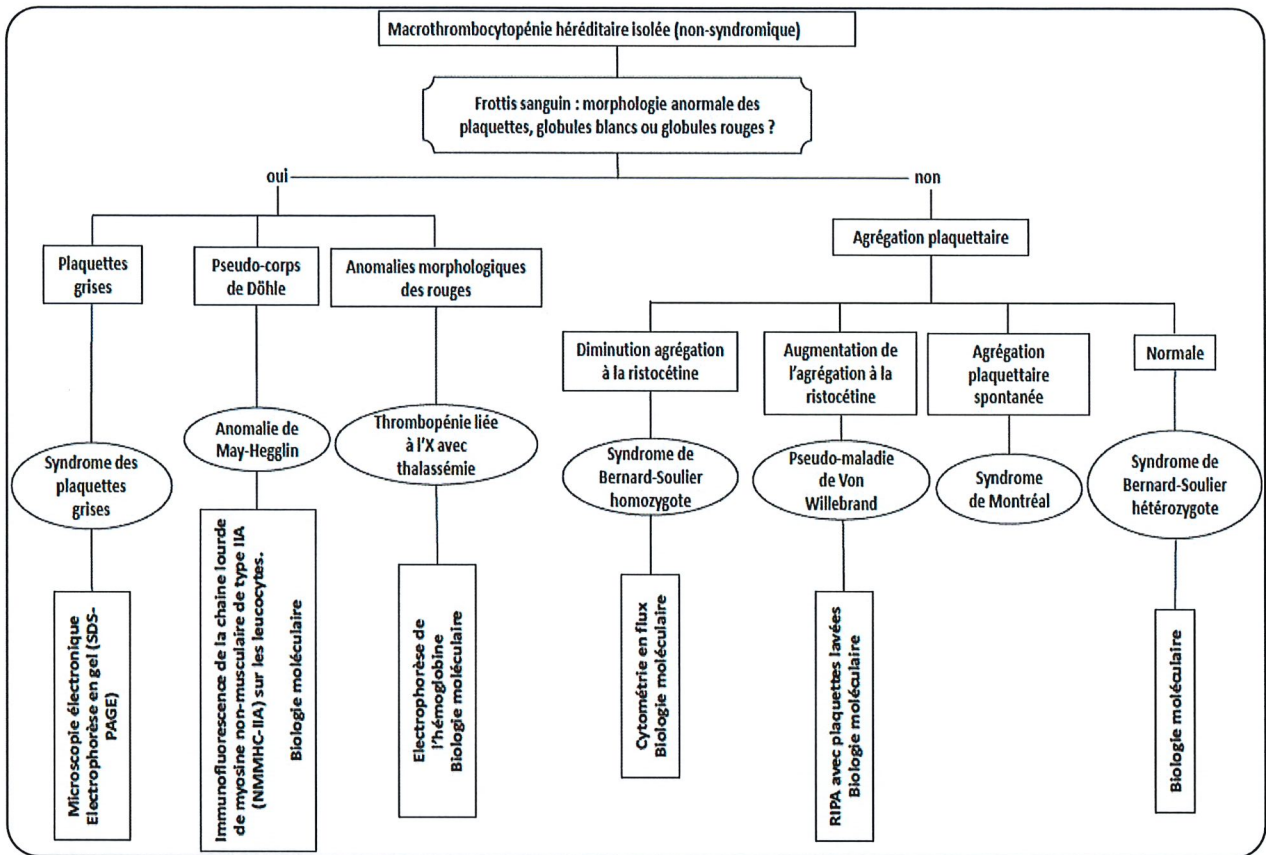 Macrothrombocytopénie héréditaire isolée (non-syndromique)
Frottis sanguin : morphologie anormale des
plaquettes, globules blancs ou globules rouges ?
oui
non
Plaquettes
grises
Pseudo-corps
de Döhle
Anomalies morphologiques
des rouges
Agrégation plaquettaire
Diminution agrégation
à la ristocétine
Augmentation de
l'agrégation à la
ristocétine
Agrégation
plaquettaire
spontanée
Normale
Syndrome des
plaquettes
grises
Anomalie de
May-Hegglin
Thrombopénie liée
à l'X avec
thalassémie
Syndrome de
Bernard-Soulier
homozygote
Pseudo-maladie
de Von
Willebrand
Syndrome
de Montréal
Syndrome de
Bernard-Soulier
hétérozygote
Microscopie électronique
Electrophorèse en gel (SDS-
PAGE)
Immunofluorescence de la chaine lourde
de myosine non-musculaire de type IIA
(NMMHC-IIA) sur les leucocytes.
Biologie moléculaire
Electrophorèse de
l'hémoglobine
Biologie moléculaire
Cytométrie en flux
Biologie moléculaire
RIPA avec plaquettes lavées
Biologie moléculaire
Biologie moléculaire